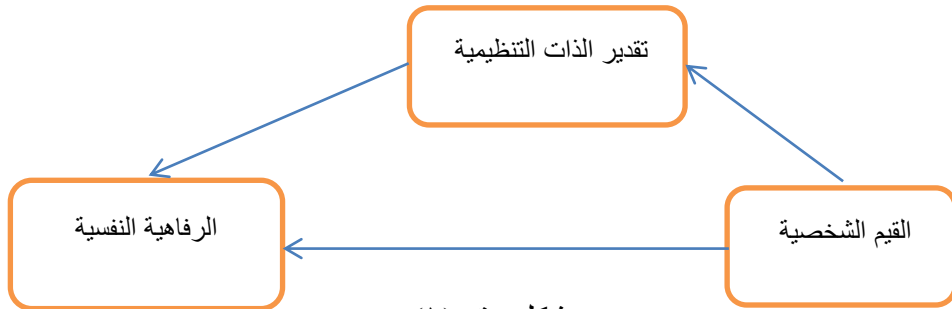 تقدير الذات التنظيمية
القيم الشخصية
الرفاهية النفسية